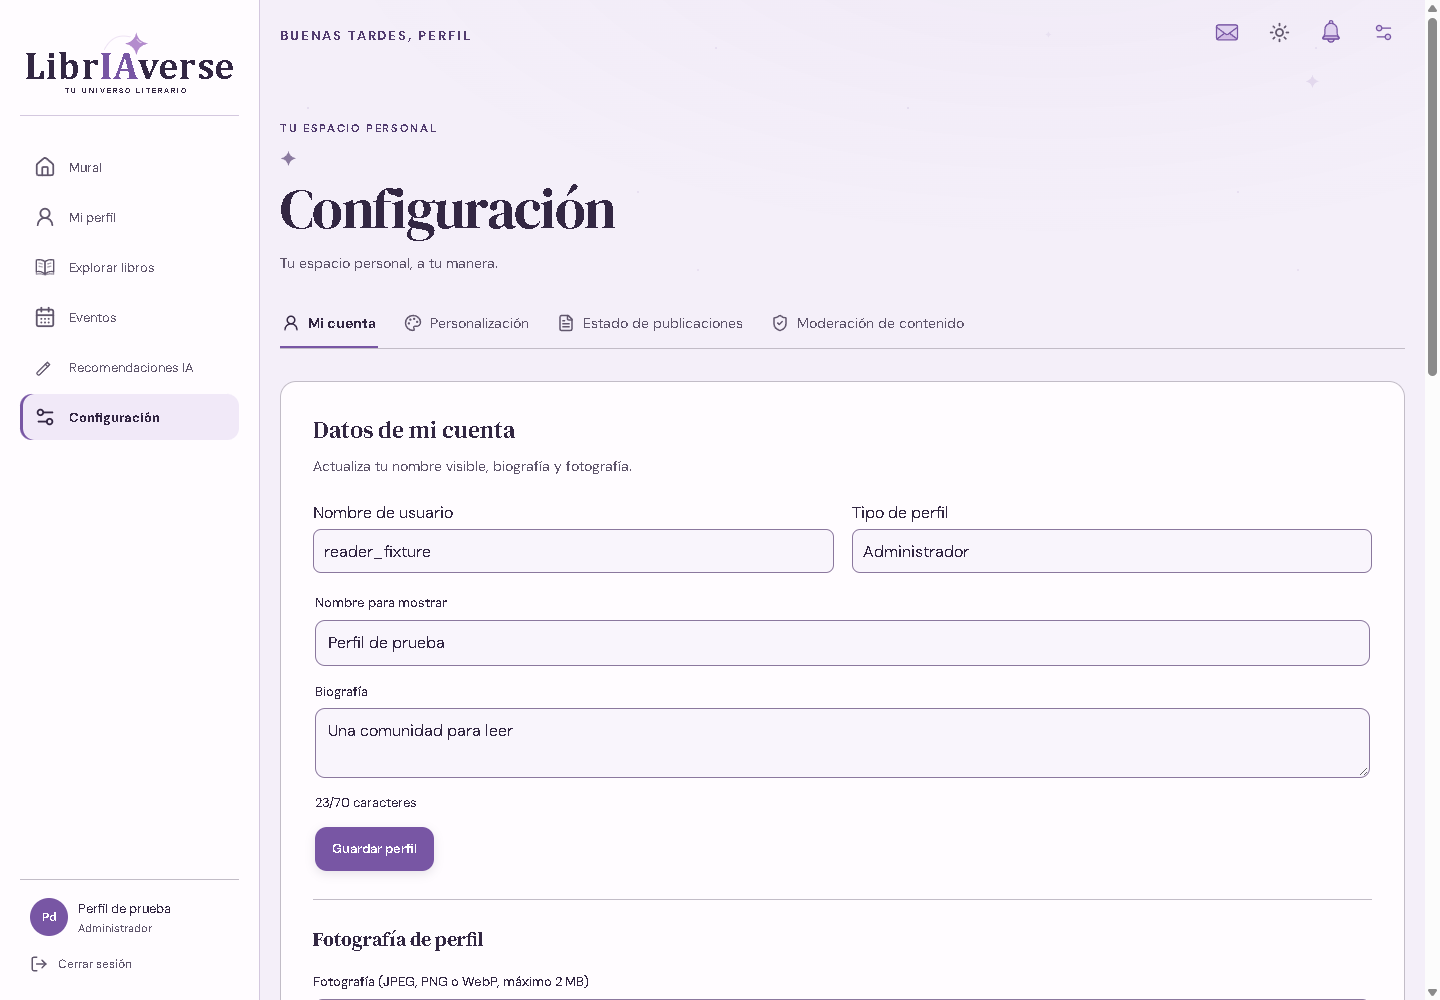 LibrIAverse
TU UNIVERSO LITERARIO
Mural
Mi perfil
Explorar libros
Eventos
Recomendaciones IA
Configuración
Perfil de prueba
Pd
Administrador
Cerrar sesión
BUENAS TARDES, PERFIL
TU ESPACIO PERSONAL
Configuración
Tu espacio personal, a tu manera.
Mi cuenta
Personalización
Estado de publicaciones
Moderación de contenido
Datos de mi cuenta
Actualiza tu nombre visible, biografía y fotografía.
Nombre de usuario
reader_fixture
Tipo de perfil
Administrador
Nombre para mostrar
Perfil de prueba
Biografía
Una comunidad para leer
23/70 caracteres
Guardar perfil
Fotografía de perfil
Fotografía (JPEG, PNG o WebP, máximo 2 MB)